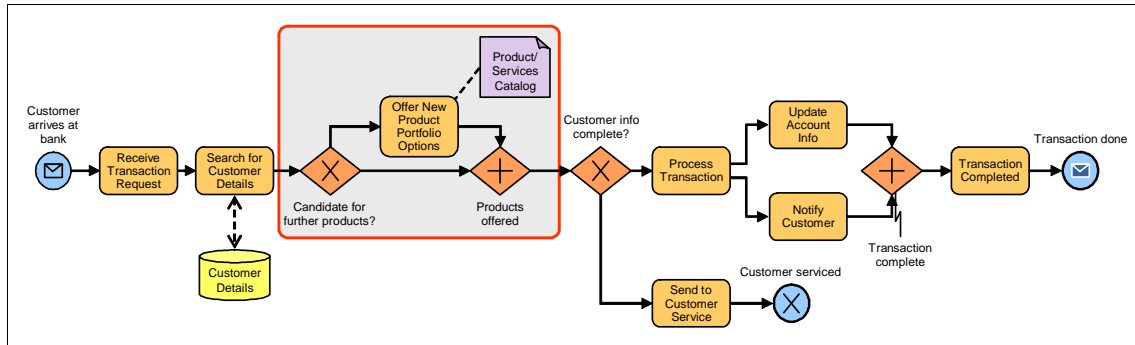 Customer
arrives at
bank
Receive
Transaction
Request
Search for
Customer
Details
Customer
Details
Candidate for
further products?
Offer New
Product
Portfolio
Options
Product/
Services
Catalog
Products
offered
Customer info
complete?
Process
Transaction
Update
Account
Info
Notify
Customer
Transaction
complete
Transaction
Completed
Transaction done
Send to
Customer
Service
Customer serviced